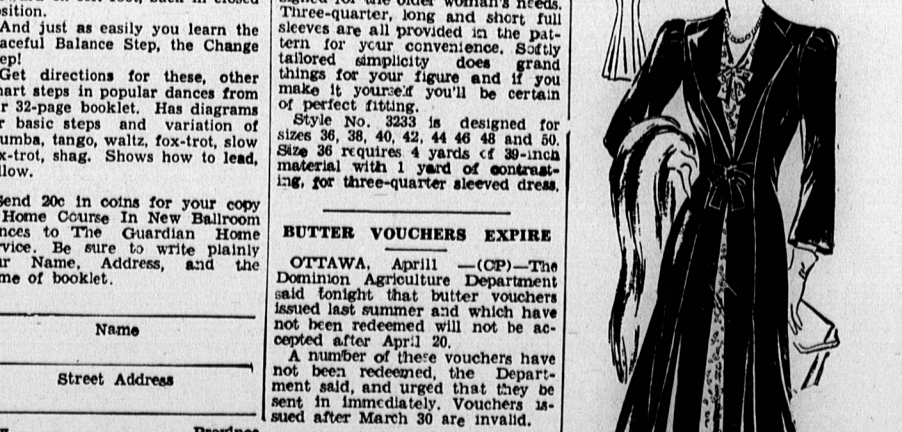 sition.
And just as easily you learn the
aceful Balance Step, the Change
ep!
Get directions for these, other
art steps in popular dances from
r 32-page booklet. Has diagrams
r basic steps and variation of
umba, tango, waltz, fox-trot, slow
x-trot, shag. Shows how to lead,
llow.
Send 20c in coins for your copy
Home Course In New Ballroom
nces to The Guardian Home
rvice. Be sure to write plainly
ur Name, Address, and the
me of booklet.
Name
Street Address
Province
signed for the older woman's needs.
Three-quarter, long and short full
sleeves are all provided in the pat-
tern for your convenience. Softly
tailored simplicity does grand
things for your figure and if you
make it yourself you'll be certain
of perfect fitting.
Style No. 3233 is designed for
sizes 36, 38, 40, 42, 44 46 48 and 50.
Size 36 requires 4 yards of 39-inch
material with 1 yard of contrast-
ing, for three-quarter sleeved dress.
BUTTER VOUCHERS EXPIRE
OTTAWA, Aprill —(CP)—The
Dominion Agriculture Department
said tonight that butter vouchers
issued last summer and which have
not been redeemed will not be ac-
cepted after April 20.
A number of these vouchers have
not been redeemed, the Depart-
ment said, and urged that they be
sent in immediately. Vouchers is-
sued after March 30 are invalid.